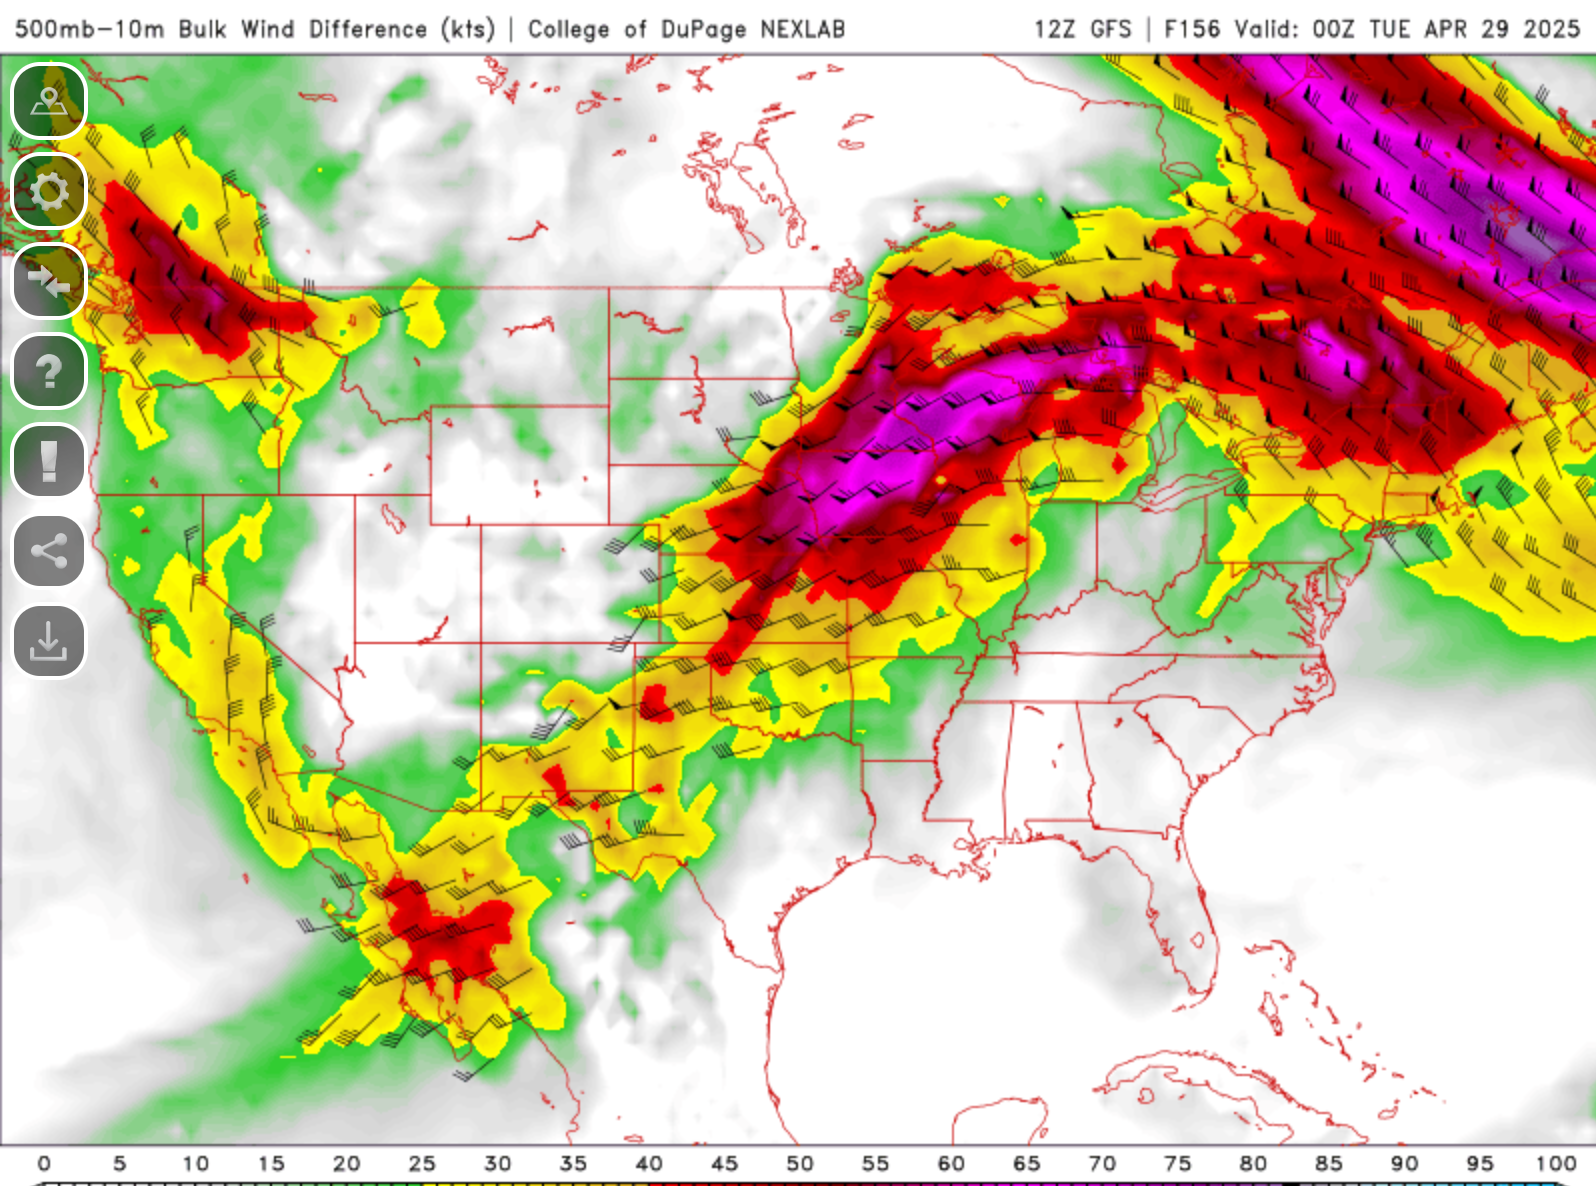 500mb-10m Bulk Wind Difference (kts) | College of DuPage NEXLAB
12Z GFS | F156 Valid: 00Z TUE APR 29 2025
?
!
0 5 10 15 20 25 30 35 40 45 50 55 60 65 70 75 80 85 90 95 100